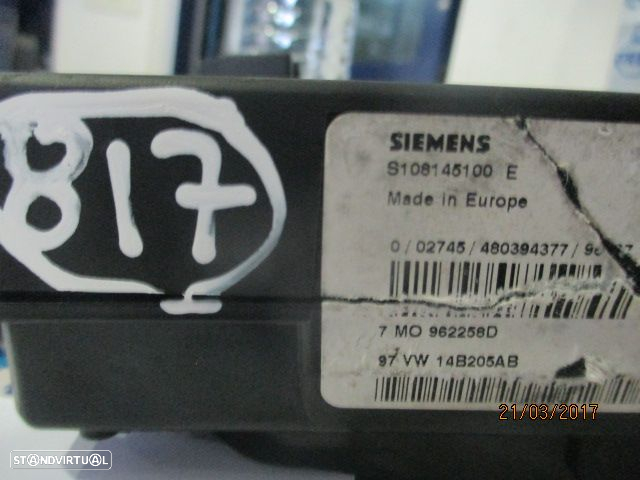 817
SIEMENS
S108145100 E
Made in Europe
0 / 02745 / 480394377 /
7 MO 962258D
97 VW 14B205AB
21/03/2017
STANDVIRTUAL